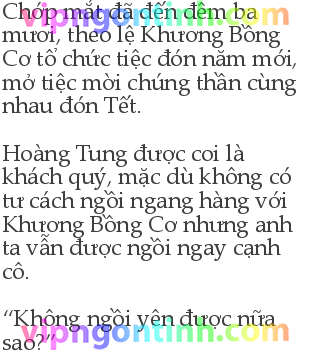 Chớp mắt đã đến đêm ba
mươi, theo lệ Khương Bồng
Cơ tổ chức tiệc đón năm mới,
mở tiệc mời chúng thần cùng
nhau đón Tết.
Hoàng Tung được coi là
khách quý, mặc dù không có
tư cách ngồi ngang hàng với
Khương Bồng Cơ nhưng anh
ta vẫn được ngồi ngay cạnh
cô.
“Không ngồi yên được nữa
sao?”
vipngontinh.com
vipngontinh.com